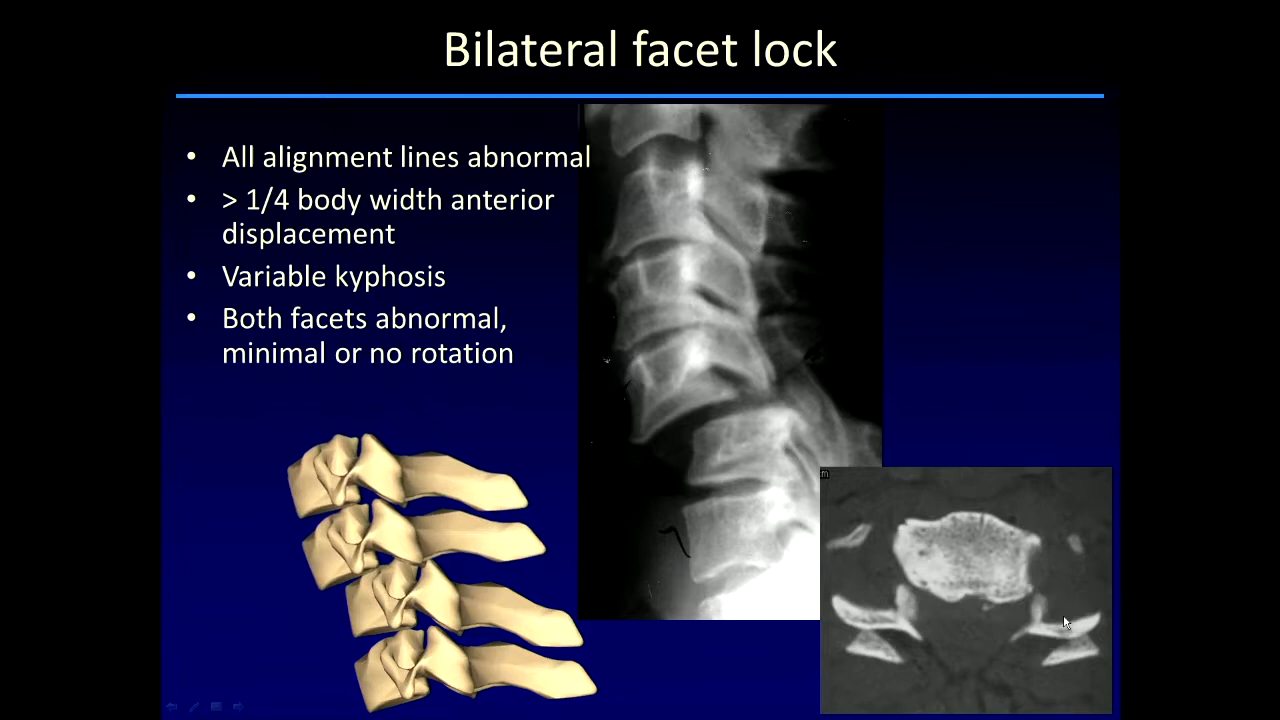 Bilateral facet lock
• All alignment lines abnormal
• > 1/4 body width anterior
displacement
• Variable kyphosis
• Both facets abnormal,
minimal or no rotation
m